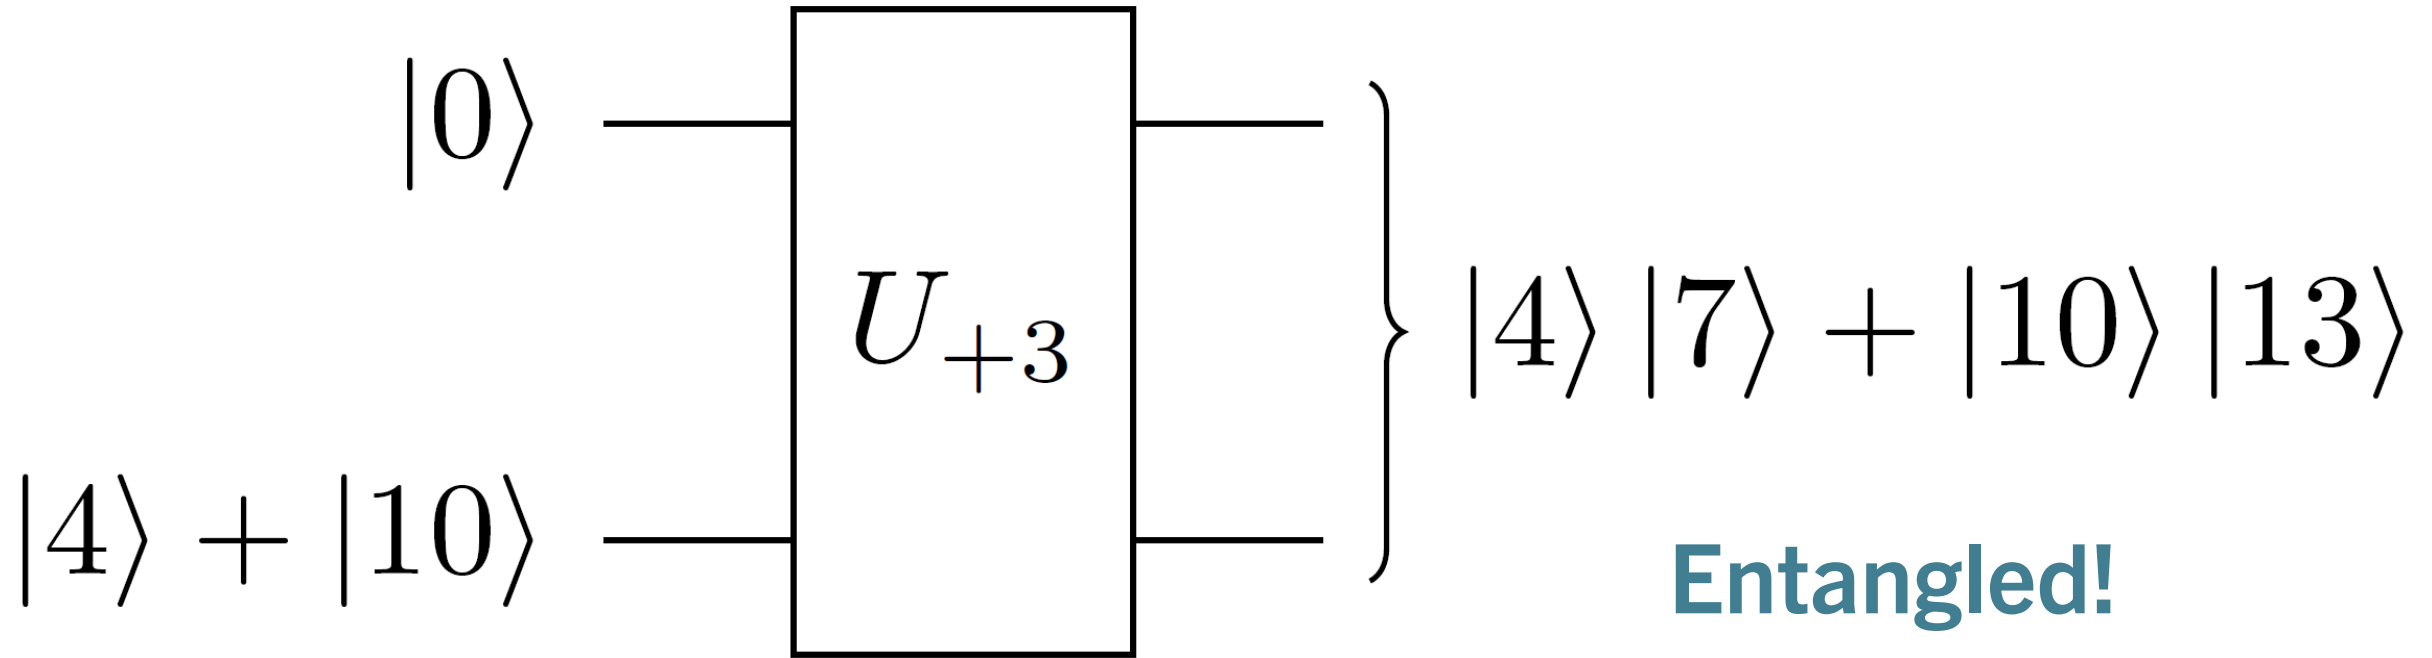 |0⟩
U₊₃
|4⟩ |7⟩ + |10⟩ |13⟩
|4⟩ + |10⟩
Entangled!